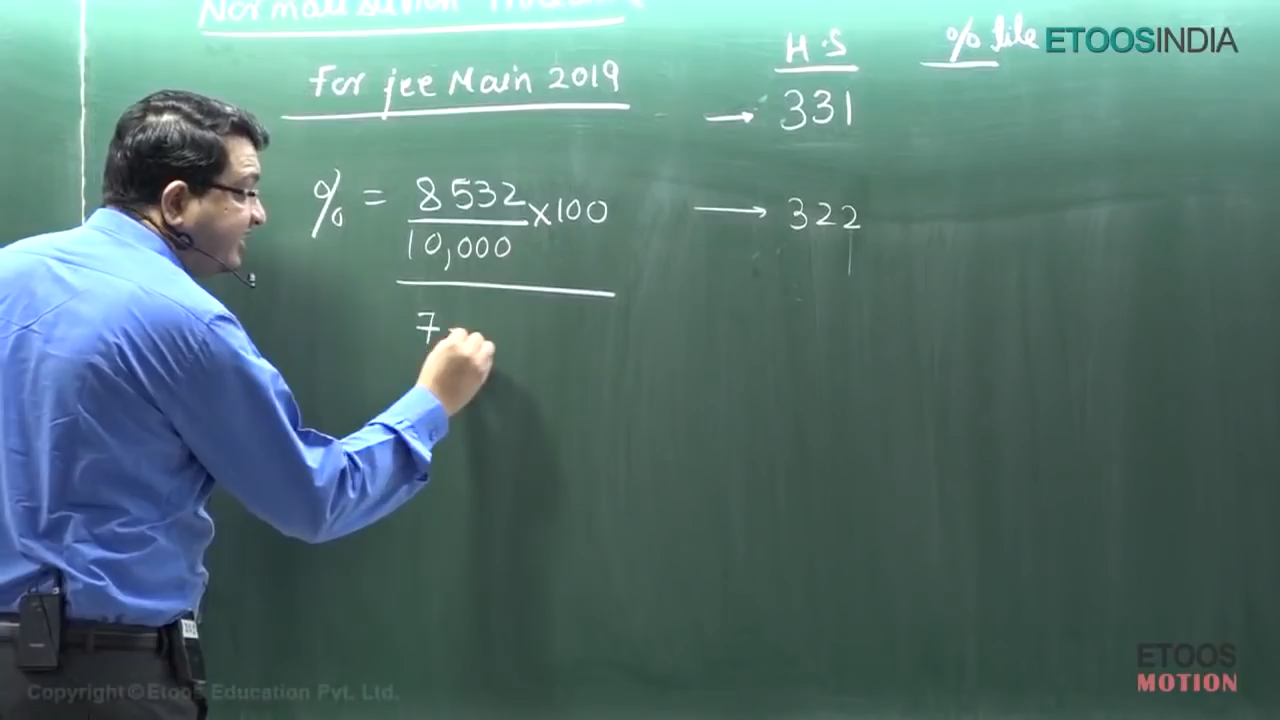 for jee Main 2019
H.S
%tile
ETOOSINDIA
331
% = 8532
10,000
x100
322
7
ETOOS
MOTION
Copyright © Etoos Education Pvt. Ltd.